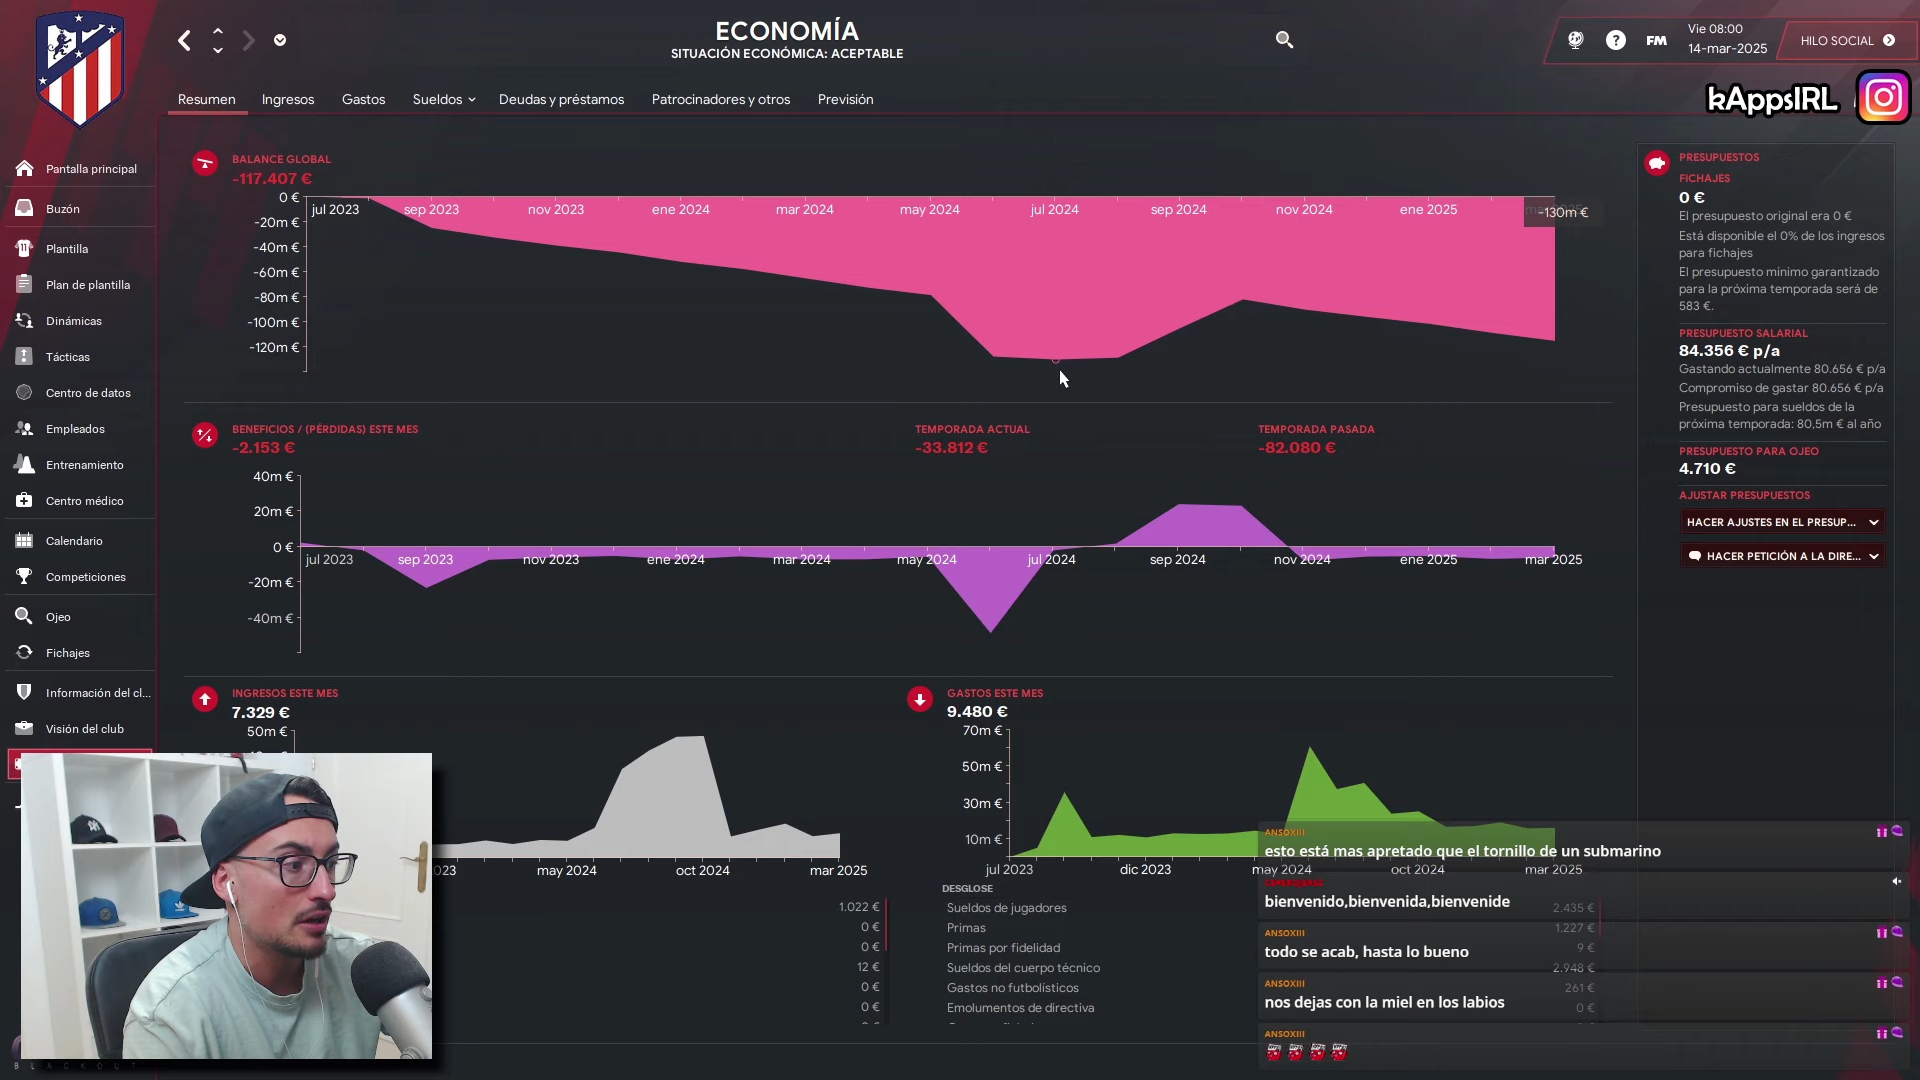 ECONOMÍA
SITUACIÓN ECONÓMICA: ACEPTABLE
?
FM
Vie 08:00
14-mar-2025
HILO SOCIAL
Resumen
Ingresos
Gastos
Sueldos
Deudas y préstamos
Patrocinadores y otros
Previsión
kAppsIRL
Pantalla principal
Buzón
Plantilla
Plan de plantilla
Dinámicas
Tácticas
Centro de datos
Empleados
Entrenamiento
Centro médico
Calendario
Competiciones
Ojeo
Fichajes
Información del cl...
Visión del club
BALANCE GLOBAL
-117.407 €
0 €
-20m €
-40m €
-60m €
-80m €
-100m €
-120m €
jul 2023
sep 2023
nov 2023
ene 2024
mar 2024
may 2024
jul 2024
sep 2024
nov 2024
ene 2025
-130m €
BENEFICIOS / (PÉRDIDAS) ESTE MES
-2.153 €
TEMPORADA ACTUAL
-33.812 €
TEMPORADA PASADA
-82.080 €
40m €
20m €
0 €
-20m €
-40m €
jul 2023
sep 2023
nov 2023
ene 2024
mar 2024
may 2024
jul 2024
sep 2024
nov 2024
ene 2025
mar 2025
INGRESOS ESTE MES
7.329 €
50m €
may 2024
oct 2024
mar 2025
1.022 €
0 €
0 €
12 €
0 €
0 €
GASTOS ESTE MES
9.480 €
70m €
50m €
30m €
10m €
jul 2023
dic 2023
may 2024
oct 2024
mar 2025
DESGLOSE
Sueldos de jugadores 2.435 €
Primas 1.227 €
Primas por fidelidad 9 €
Sueldos del cuerpo técnico 2.948 €
Gastos no futbolísticos 261 €
Emolumentos de directiva 0 €
PRESUPUESTOS
FICHAJES
0 €
El presupuesto original era 0 €
Está disponible el 0% de los ingresos
para fichajes
El presupuesto mínimo garantizado
para la próxima temporada será de
583 €.
PRESUPUESTO SALARIAL
84.356 € p/a
Gastando actualmente 80.656 € p/a
Compromiso de gastar 80.656 € p/a
Presupuesto para sueldos de la
próxima temporada: 80,5m € al año
PRESUPUESTO PARA OJEO
4.710 €
AJUSTAR PRESUPUESTOS
HACER AJUSTES EN EL PRESUP...
HACER PETICIÓN A LA DIRE...
ANSOXIII
esto está mas apretado que el tornillo de un submarino
bienvenido,bienvenida,bienvenide
ANSOXIII
todo se acab, hasta lo bueno
ANSOXIII
nos dejas con la miel en los labios
ANSOXIII